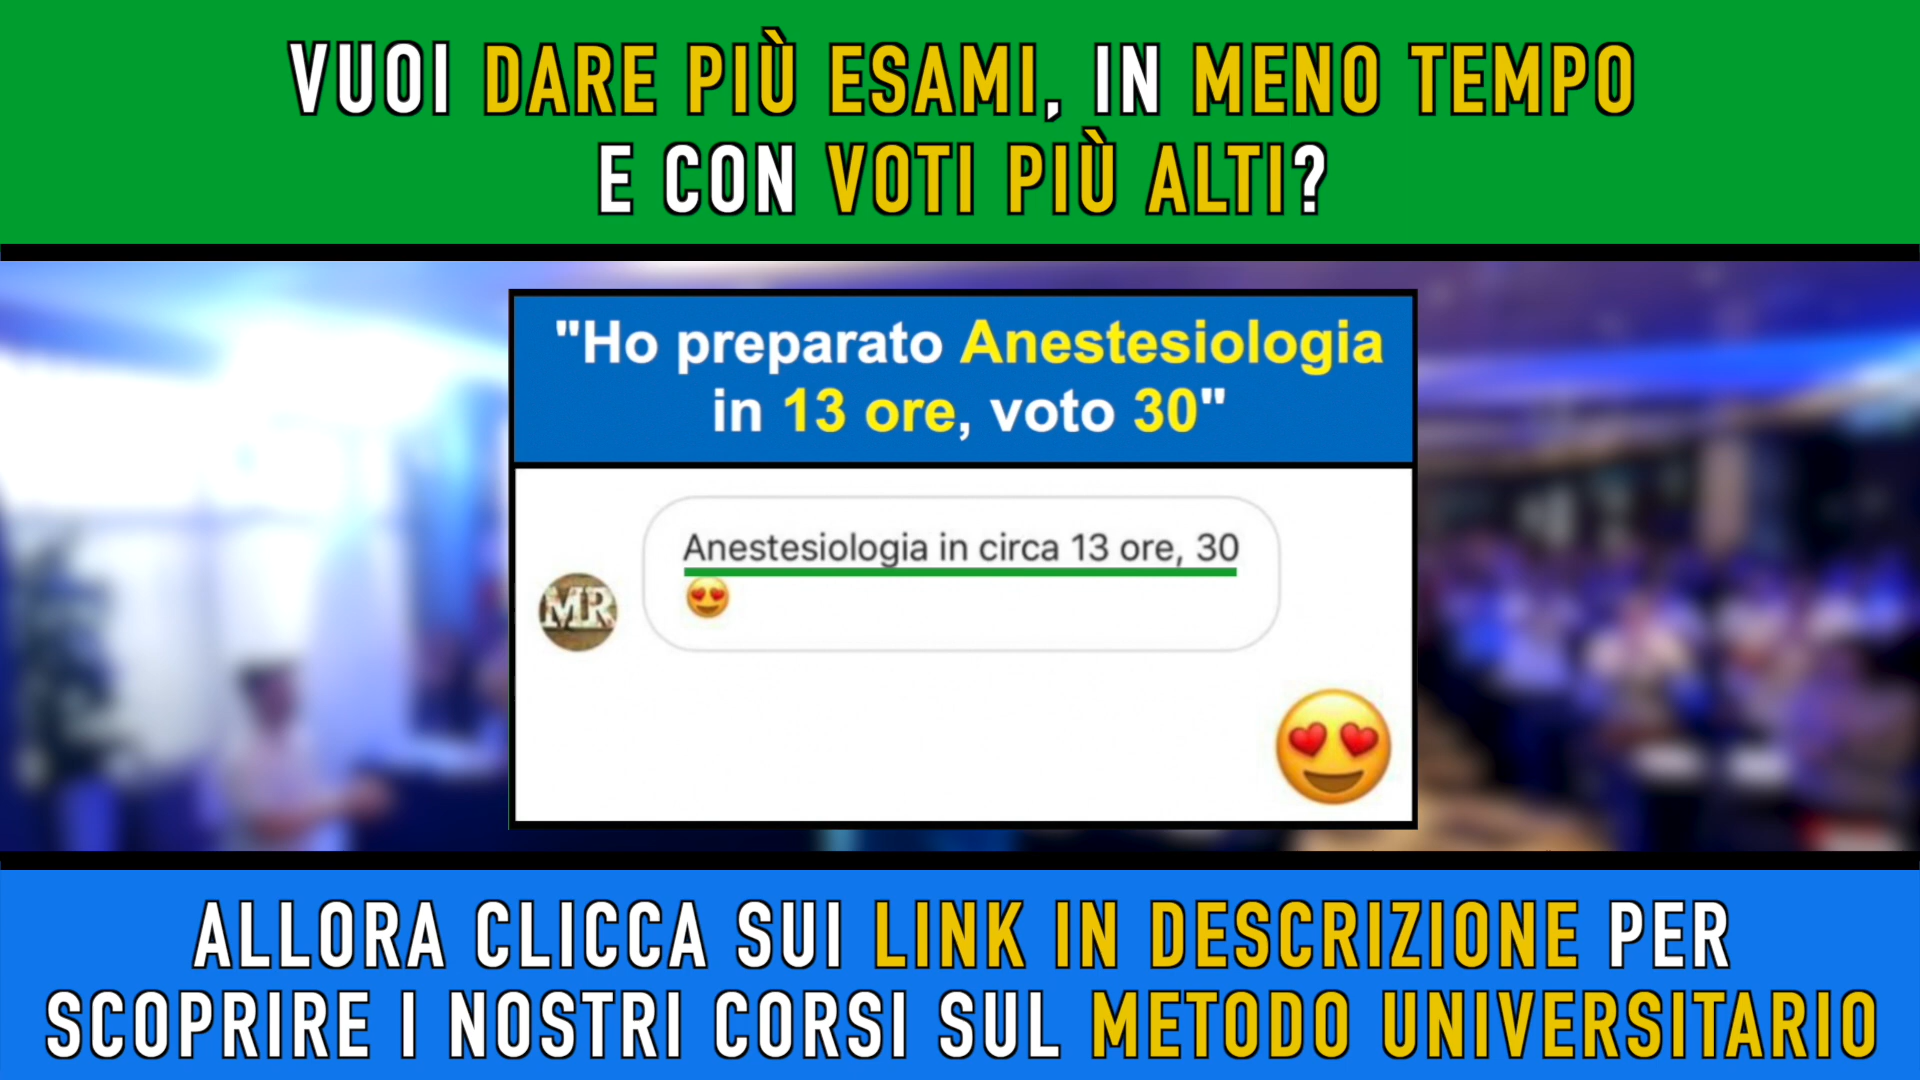 VUOI DARE PIÙ ESAMI, IN MENO TEMPO
E CON VOTI PIÙ ALTI?
"Ho preparato Anestesiologia
in 13 ore, voto 30"
Anestesiologia in circa 13 ore, 30
😍
MR
😍
ALLORA CLICCA SUI LINK IN DESCRIZIONE PER
SCOPRIRE I NOSTRI CORSI SUL METODO UNIVERSITARIO